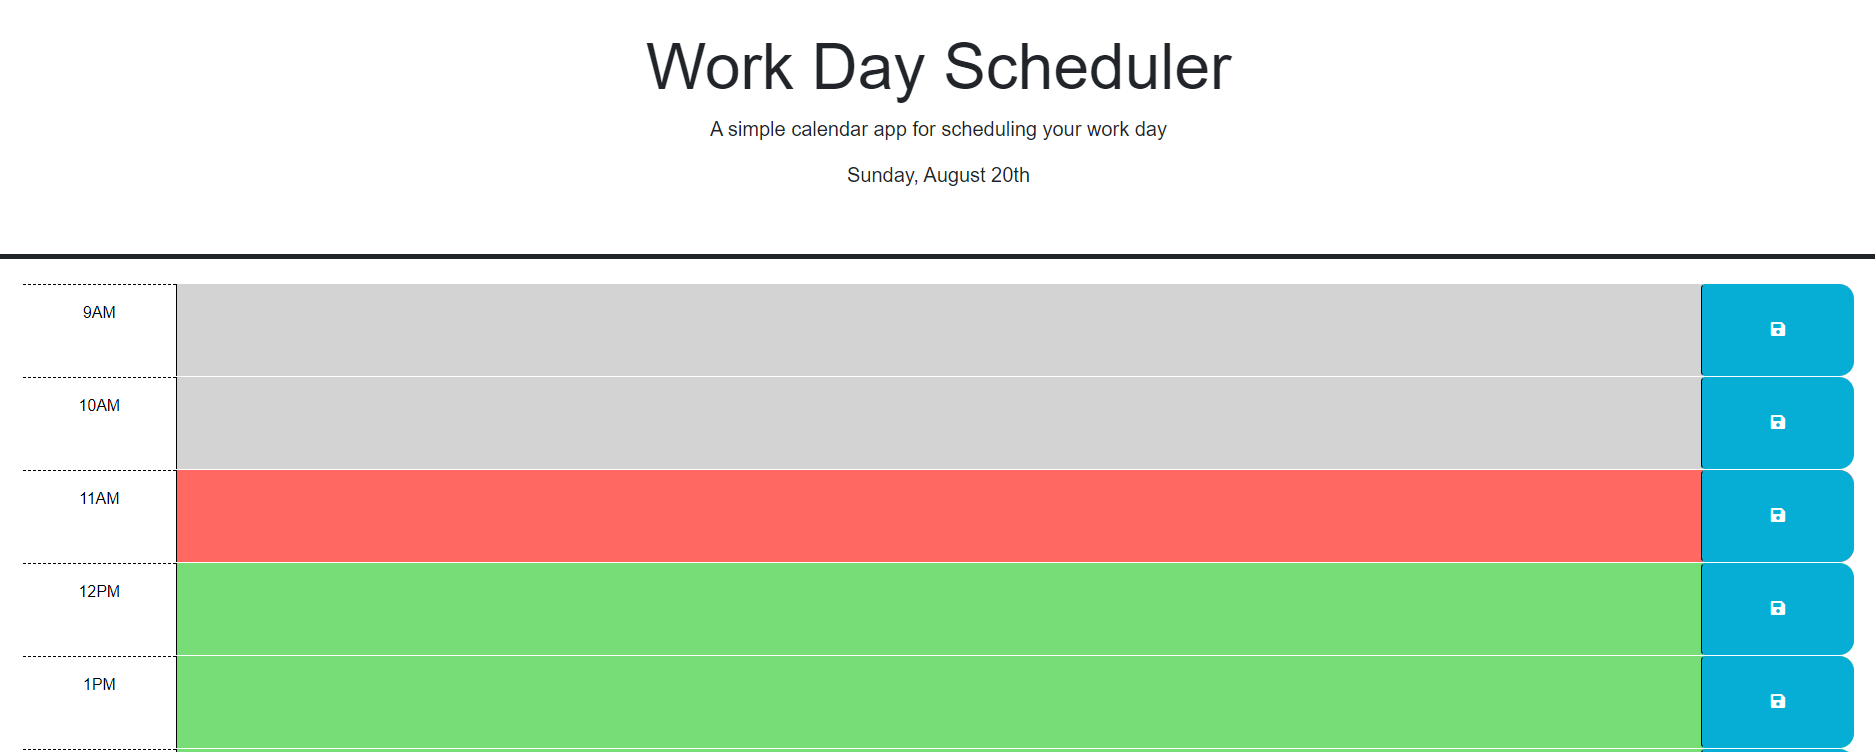 Work Day Scheduler
A simple calendar app for scheduling your work day
Sunday, August 20th
9AM
10AM
11AM
12PM
1PM